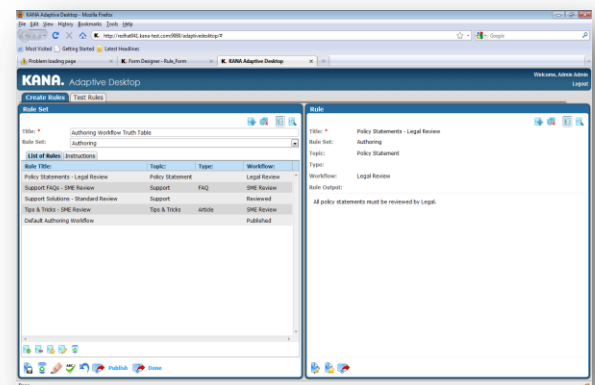 KANA Adaptive Desktop - Mozilla Firefox
File Edit View History Bookmarks Tools Help
Google
Most Visited Getting Started Latest Headlines
Problem loading page
K. Form Designer - Rule_Form
K. KANA Adaptive Desktop
KANA. Adaptive Desktop
Welcome, Admin Admin
Logout
Create Rules Test Rules
Rule Set
Title: * Authoring Workflow Truth Table
Rule Set: Authoring
List of Rules Instructions
Rule Title: Topic: Type: Workflow:
Policy Statements - Legal Review Policy Statement Legal Review
Support FAQs - SME Review Support FAQ SME Review
Support Solutions - Standard Review Support Reviewed
Tips & Tricks - SME Review Tips & Tricks Article SME Review
Default Authoring Workflow Published
Publish Done
Rule
Title: * Policy Statements - Legal Review
Rule Set: Authoring
Topic: Policy Statement
Type:
Workflow: Legal Review
Rule Output:
All policy statements must be reviewed by Legal.